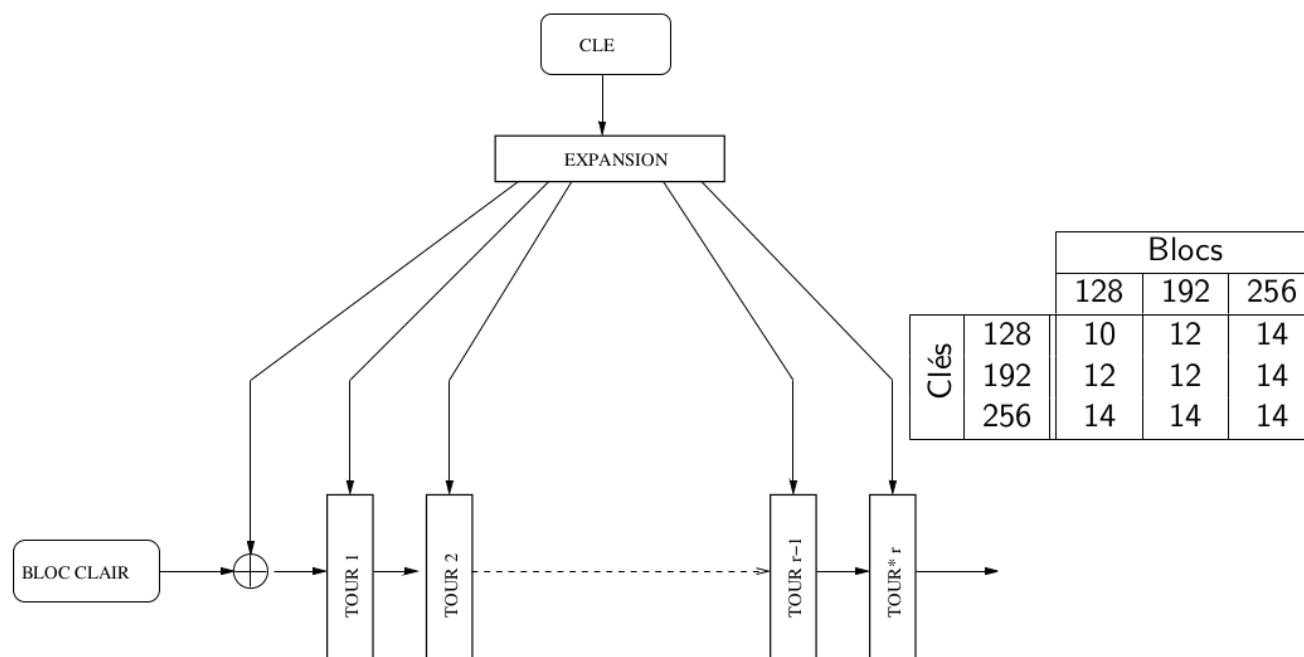 CLE
EXPANSION
Blocs
128 192 256
Clés
128 10 12 14
192 12 12 14
256 14 14 14
BLOC CLAIR
TOUR 1
TOUR 2
TOUR r-1
TOUR* r